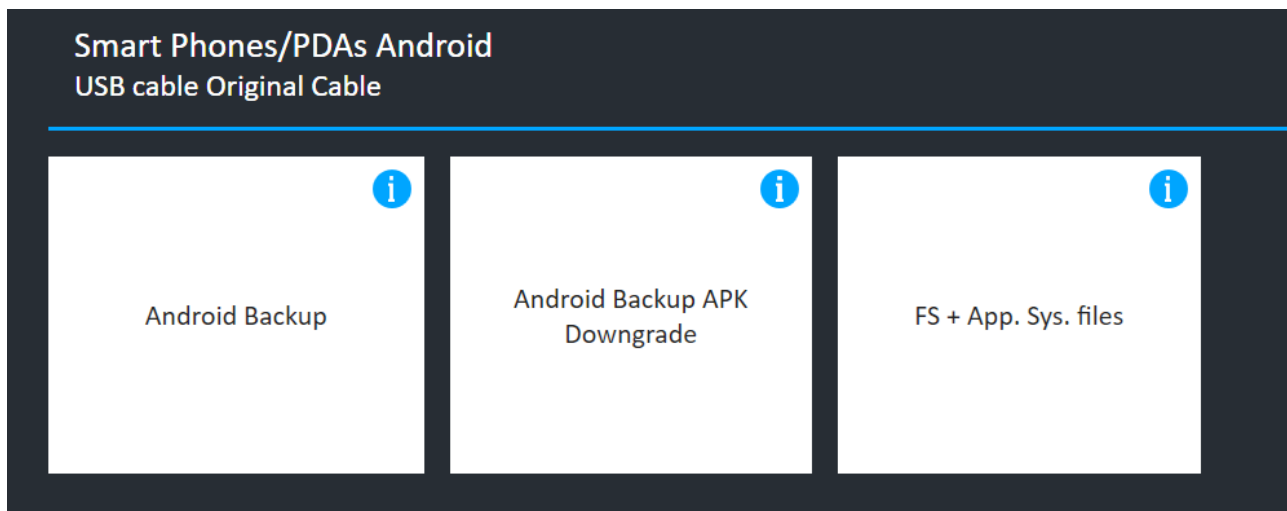 Smart Phones/PDAs Android
USB cable Original Cable
Android Backup
Android Backup APK
Downgrade
FS + App. Sys. files